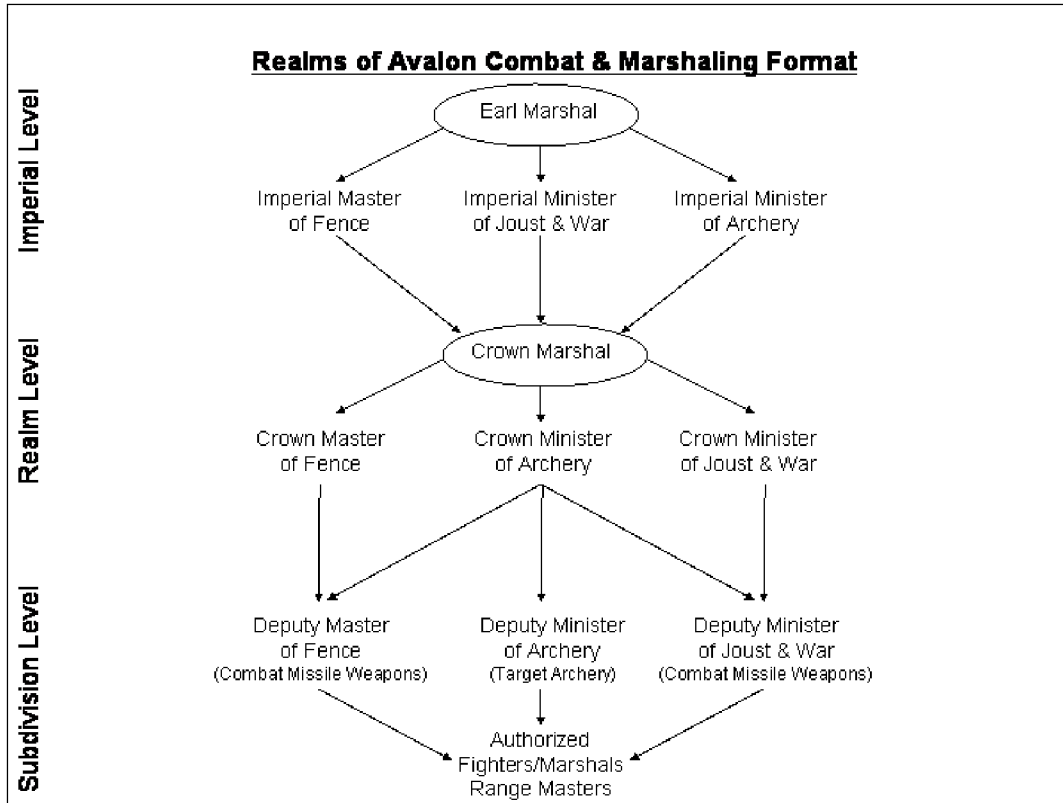 Realms of Avalon Combat & Marshaling Format
Imperial Level
Earl Marshal
Imperial Master
of Fence
Imperial Minister
of Joust & War
Imperial Minister
of Archery
Realm Level
Crown Marshal
Crown Master
of Fence
Crown Minister
of Archery
Crown Minister
of Joust & War
Subdivision Level
Deputy Master
of Fence
(Combat Missile Weapons)
Deputy Minister
of Archery
(Target Archery)
Deputy Minister
of Joust & War
(Combat Missile Weapons)
Authorized
Fighters/Marshals
Range Masters